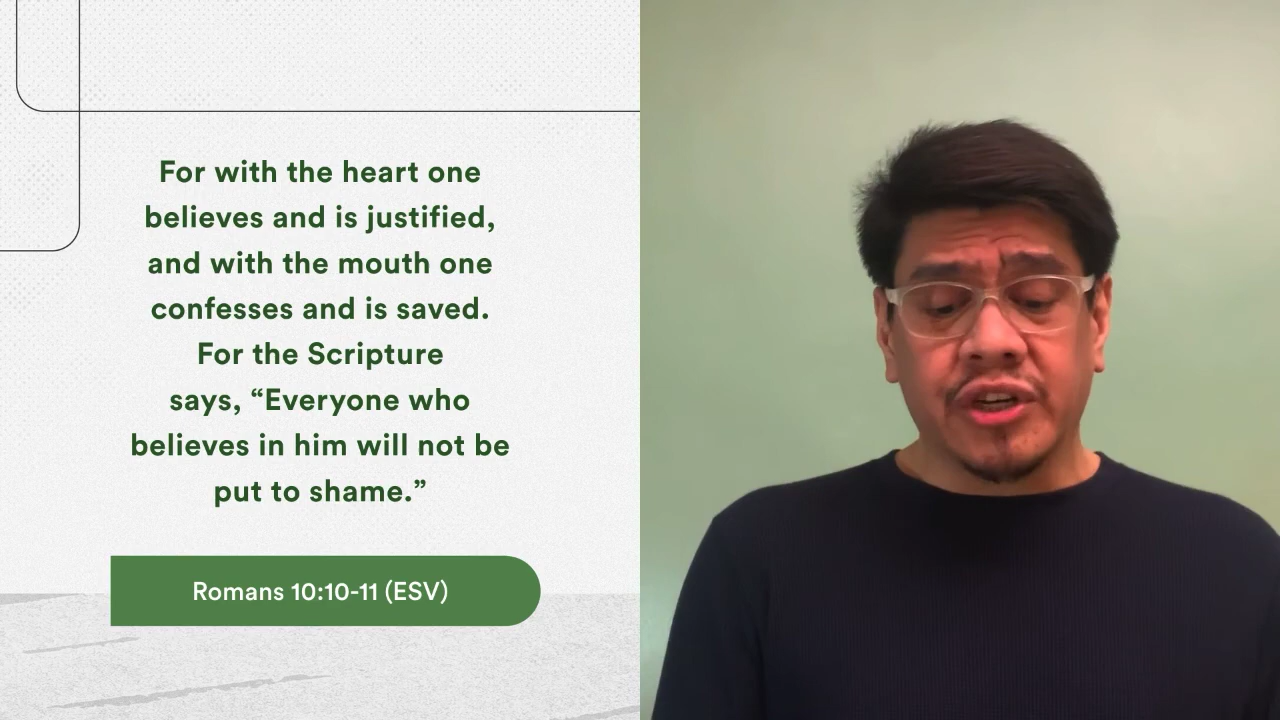 For with the heart one
believes and is justified,
and with the mouth one
confesses and is saved.
For the Scripture
says, “Everyone who
believes in him will not be
put to shame.”
Romans 10:10-11 (ESV)